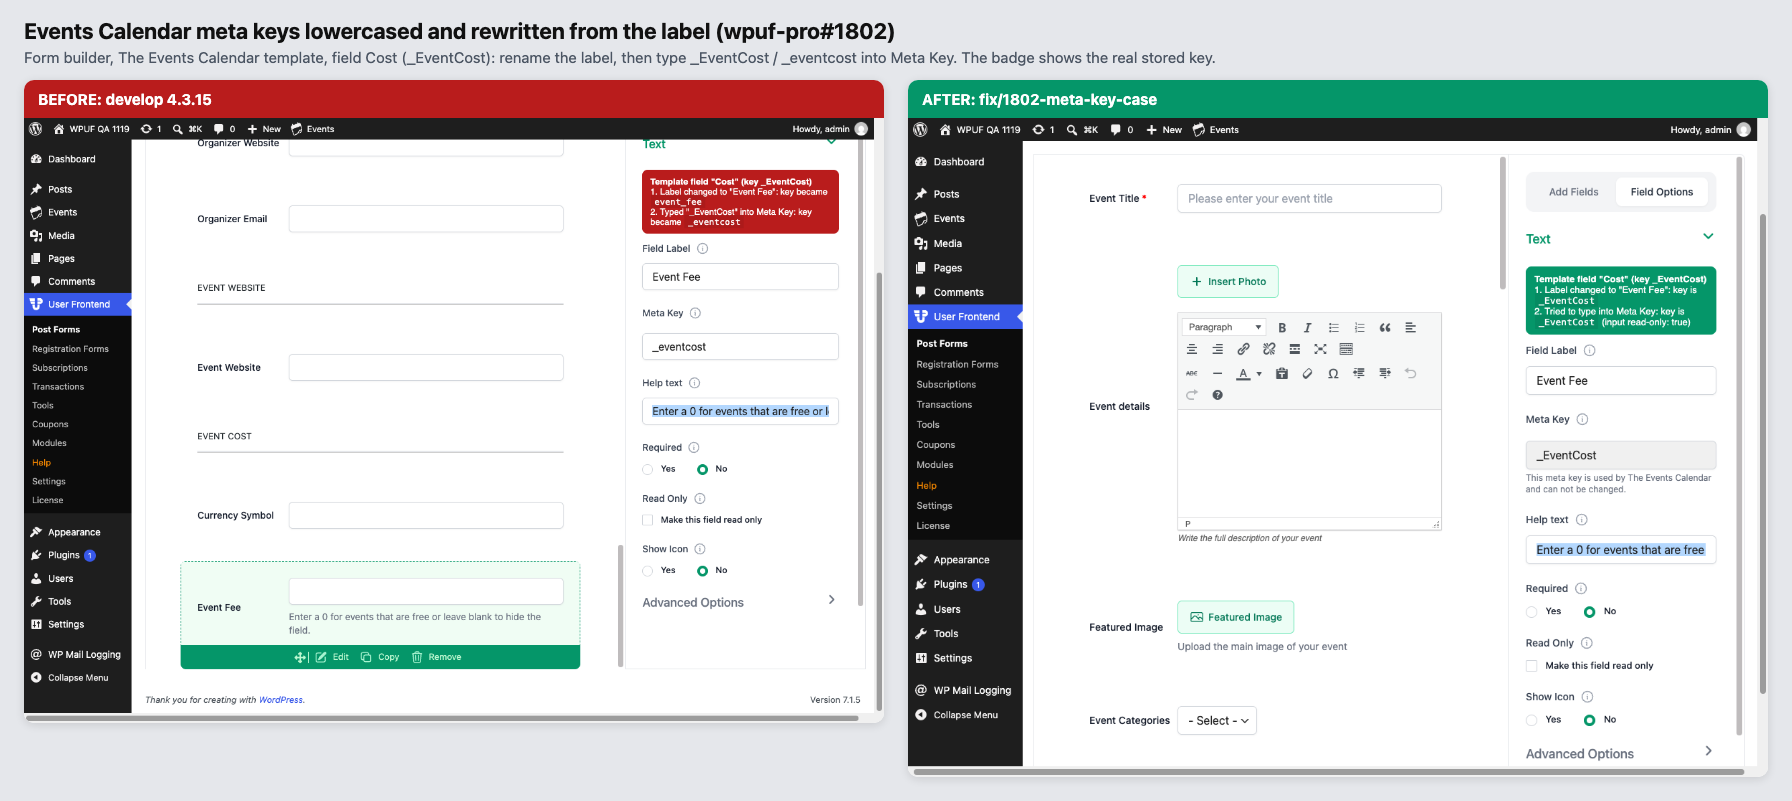 Events Calendar meta keys lowercased and rewritten from the label (wpuf-pro#1802)
Form builder, The Events Calendar template, field Cost (_EventCost): rename the label, then type _EventCost / _eventcost into Meta Key. The badge shows the real stored key.
BEFORE: develop 4.3.15
WPUF QA 1119 1 ⌘K 0 New Events Howdy, admin
Dashboard
Posts
Events
Media
Pages
Comments
User Frontend
Post Forms
Registration Forms
Subscriptions
Transactions
Tools
Coupons
Modules
Help
Settings
License
Appearance
Plugins 1
Users
Tools
Settings
WP Mail Logging
Collapse Menu
Organizer Website
Organizer Email
EVENT WEBSITE
Event Website
EVENT COST
Currency Symbol
Event Fee
Enter a 0 for events that are free or leave blank to hide the
field.
Edit Copy Remove
Thank you for creating with WordPress.
Version 7.1.5
Text
Template field "Cost" (key _EventCost)
1. Label changed to "Event Fee": key became
event_fee
2. Typed "_EventCost" into Meta Key: key
became _eventcost
Field Label
Event Fee
Meta Key
_eventcost
Help text
Enter a 0 for events that are free or l
Required
Yes No
Read Only
Make this field read only
Show Icon
Yes No
Advanced Options
AFTER: fix/1802-meta-key-case
WPUF QA 1119 1 ⌘K 0 New Events Howdy, admin
Dashboard
Posts
Events
Media
Pages
Comments
User Frontend
Post Forms
Registration Forms
Subscriptions
Transactions
Tools
Coupons
Modules
Help
Settings
License
Appearance
Plugins 1
Users
Tools
Settings
WP Mail Logging
Collapse Menu
Event Title *
Please enter your event title
Insert Photo
Paragraph
B I
ABC A Ω
Event details
P
Write the full description of your event
Featured Image
Featured Image
Upload the main image of your event
Event Categories
- Select -
Add Fields Field Options
Text
Template field "Cost" (key _EventCost)
1. Label changed to "Event Fee": key is
_EventCost
2. Tried to type into Meta Key: key is
_EventCost (input read-only: true)
Field Label
Event Fee
Meta Key
_EventCost
This meta key is used by The Events Calendar
and can not be changed.
Help text
Enter a 0 for events that are free
Required
Yes No
Read Only
Make this field read only
Show Icon
Yes No
Advanced Options